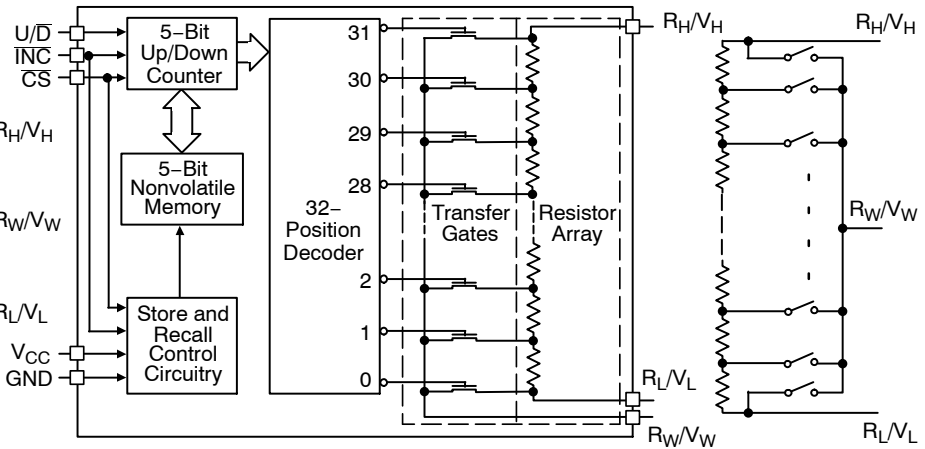 U/D̅
I̅N̅C̅
C̅S̅
5−Bit
Up/Down
Counter
RH/VH
RW/VW
RL/VL
5−Bit
Nonvolatile
Memory
Store and
Recall
Control
Circuitry
VCC
GND
32−
Position
Decoder
31
30
29
28
2
1
0
Transfer
Gates
Resistor
Array
RH/VH
RL/VL
RW/VW
RH/VH
RW/VW
RL/VL